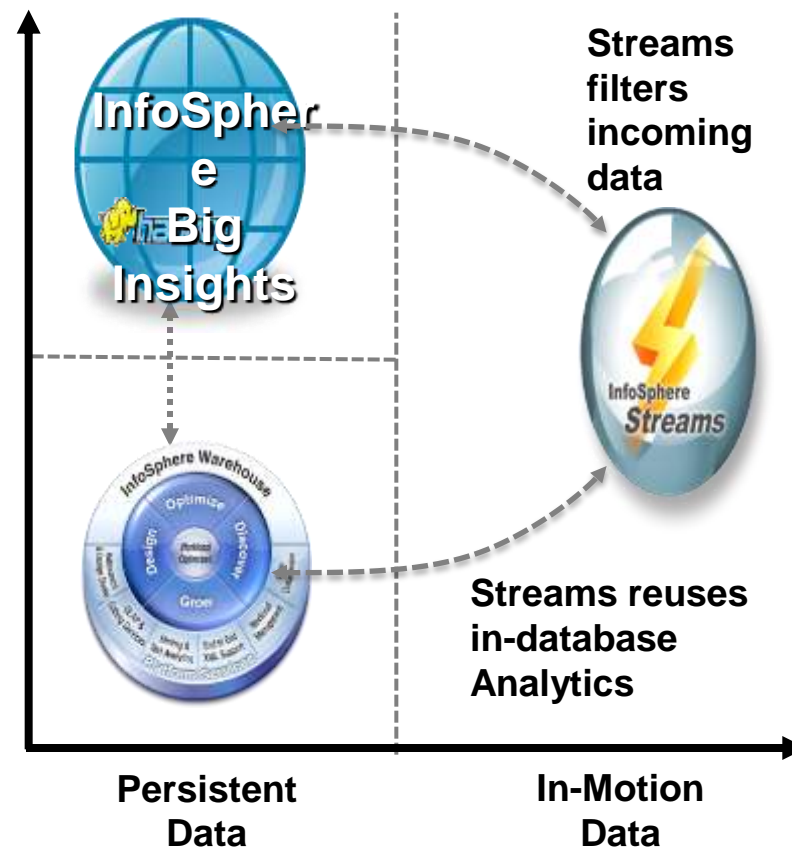 InfoSpher
e
Big
Insights
Streams
filters
incoming
data
InfoSphere
Streams
InfoSphere Warehouse
Optimize
Design
Discover
Grow
Streams reuses
in-database
Analytics
Persistent
Data
In-Motion
Data